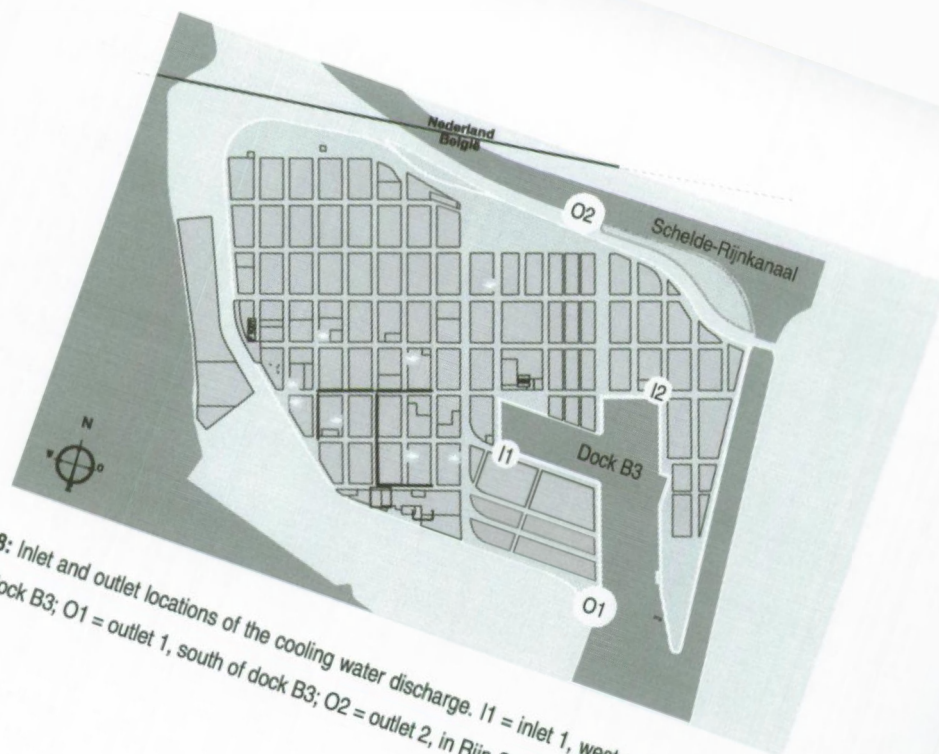 Nederland
België
O2
Schelde-Rijnkanaal
I2
N
W O
I1
Dock B3
O1
8: Inlet and outlet locations of the cooling water discharge. I1 = inlet 1,
ock B3; O1 = outlet 1, south of dock B3; O2 = outlet 2, in